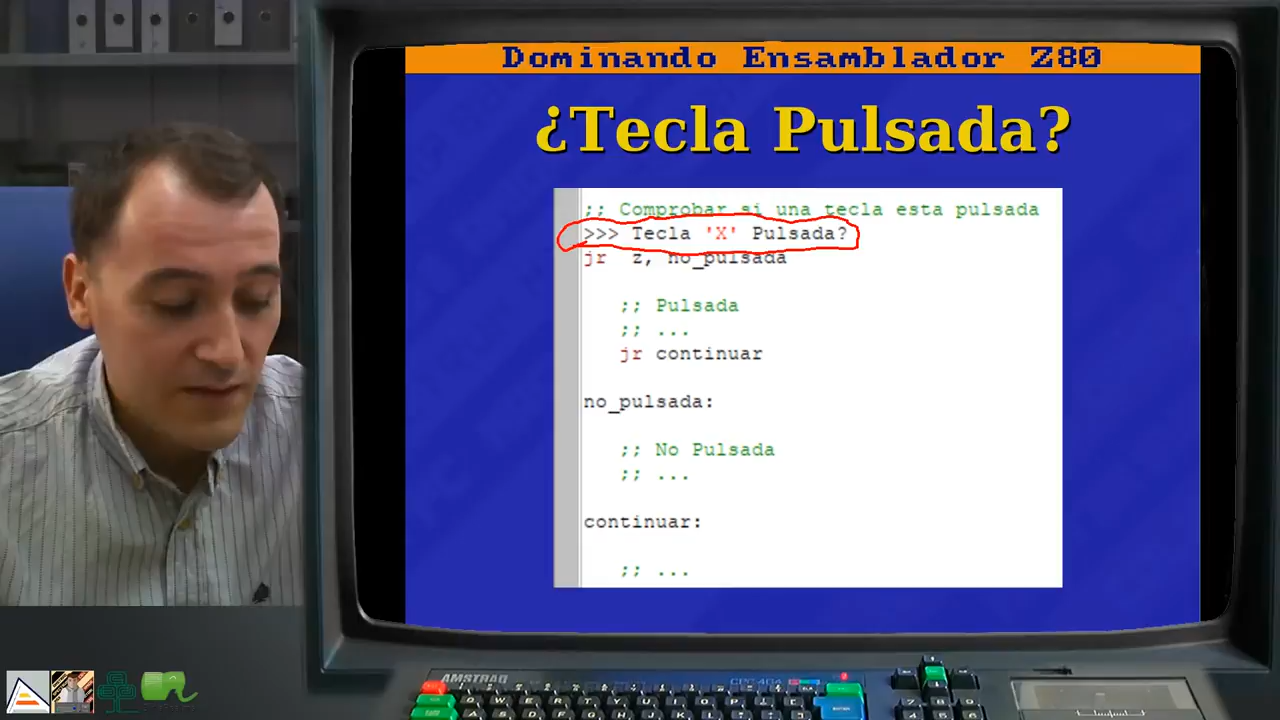 Dominando Ensamblador Z80
¿Tecla Pulsada?
;; Comprobar si una tecla esta pulsada
>>> Tecla 'X' Pulsada?
jr z, no_pulsada
;; Pulsada
;; ...
jr continuar
no_pulsada:
;; No Pulsada
;; ...
continuar:
;; ...
AMSTRAD